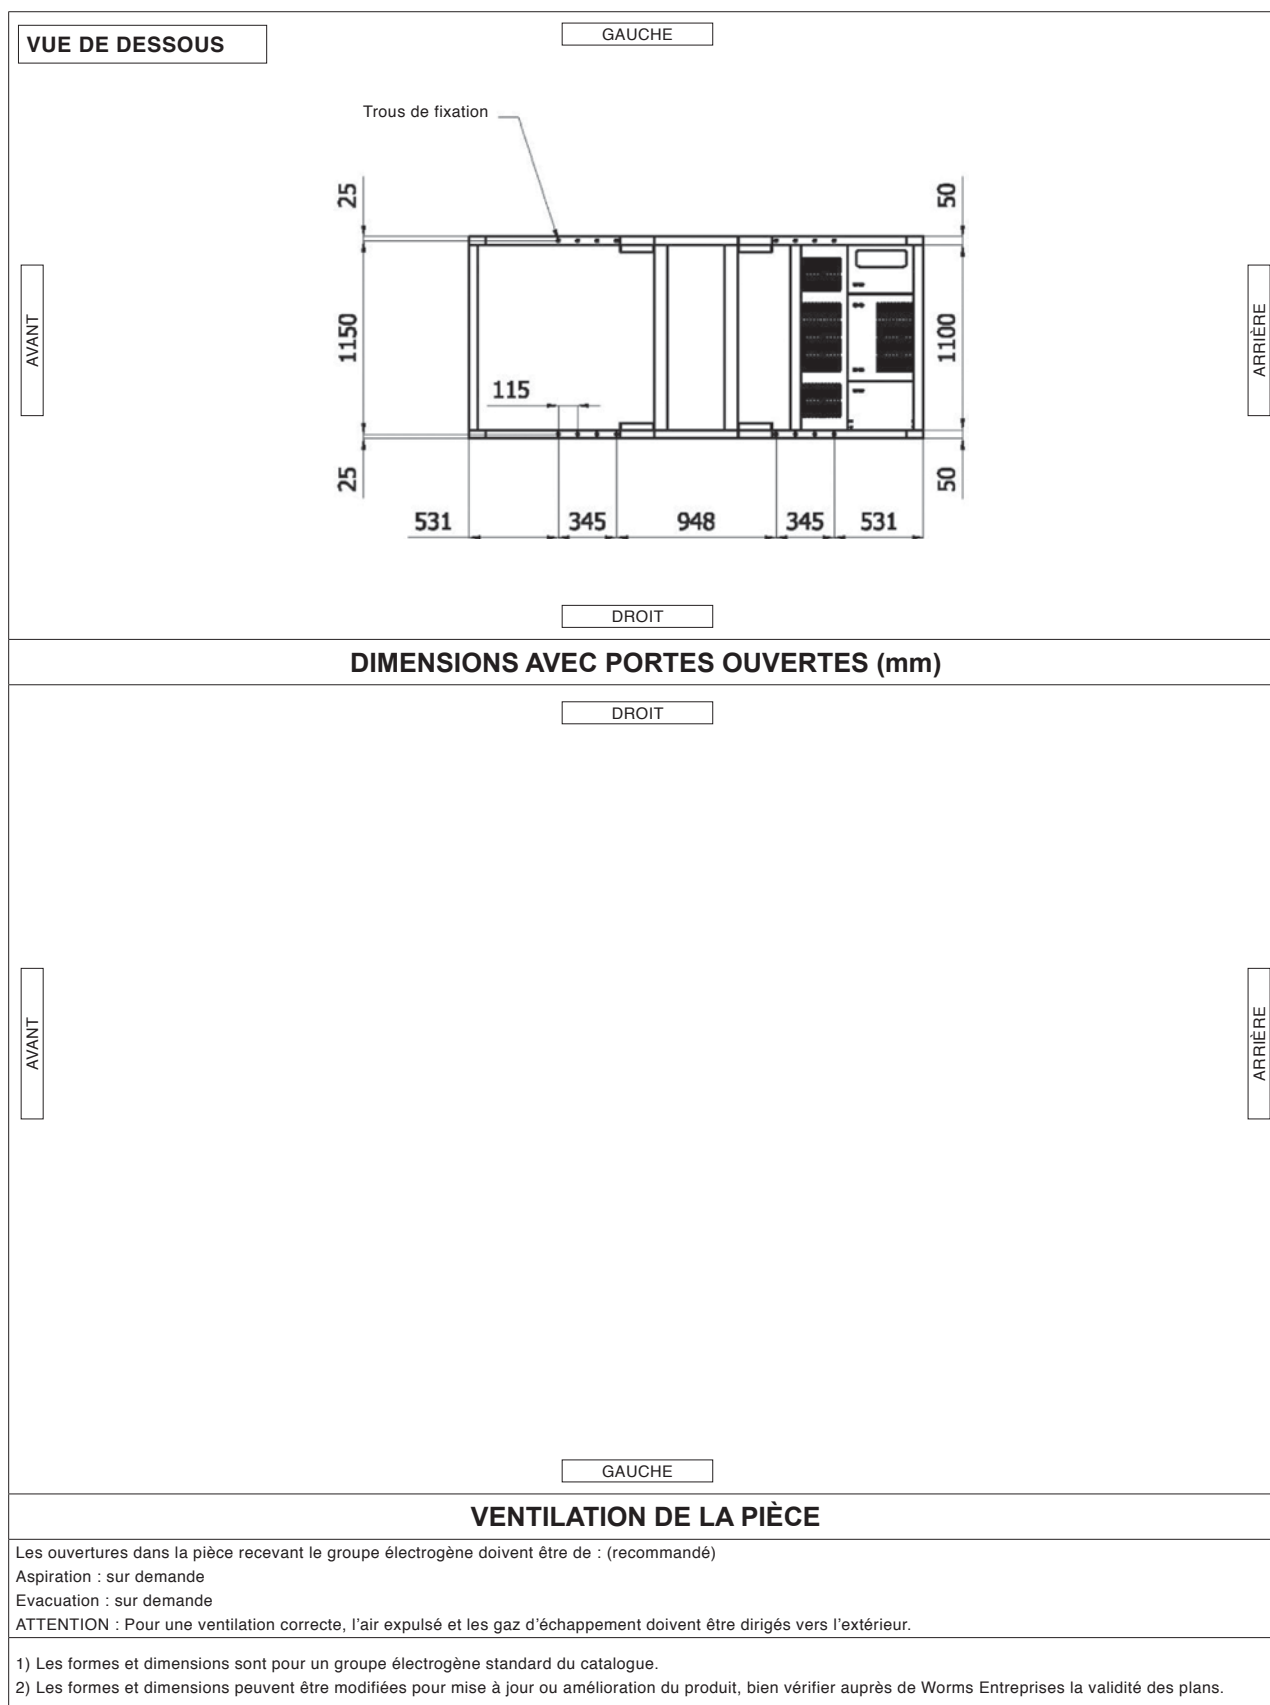 VUE DE DESSOUS
GAUCHE
Trous de fixation
25
50
AVANT
1150
1100
ARRIÈRE
115
25
50
531
345
948
345
531
DROIT
DIMENSIONS AVEC PORTES OUVERTES (mm)
DROIT
AVANT
ARRIÈRE
GAUCHE
VENTILATION DE LA PIÈCE
Les ouvertures dans la pièce recevant le groupe électrogène doivent être de : (recommandé)
Aspiration : sur demande
Evacuation : sur demande
ATTENTION : Pour une ventilation correcte, l'air expulsé et les gaz d'échappement doivent être dirigés vers l'extérieur.
1) Les formes et dimensions sont pour un groupe électrogène standard du catalogue.
2) Les formes et dimensions peuvent être modifiées pour mise à jour ou amélioration du produit, bien vérifier auprès de Worms Entreprises la validité des plans.